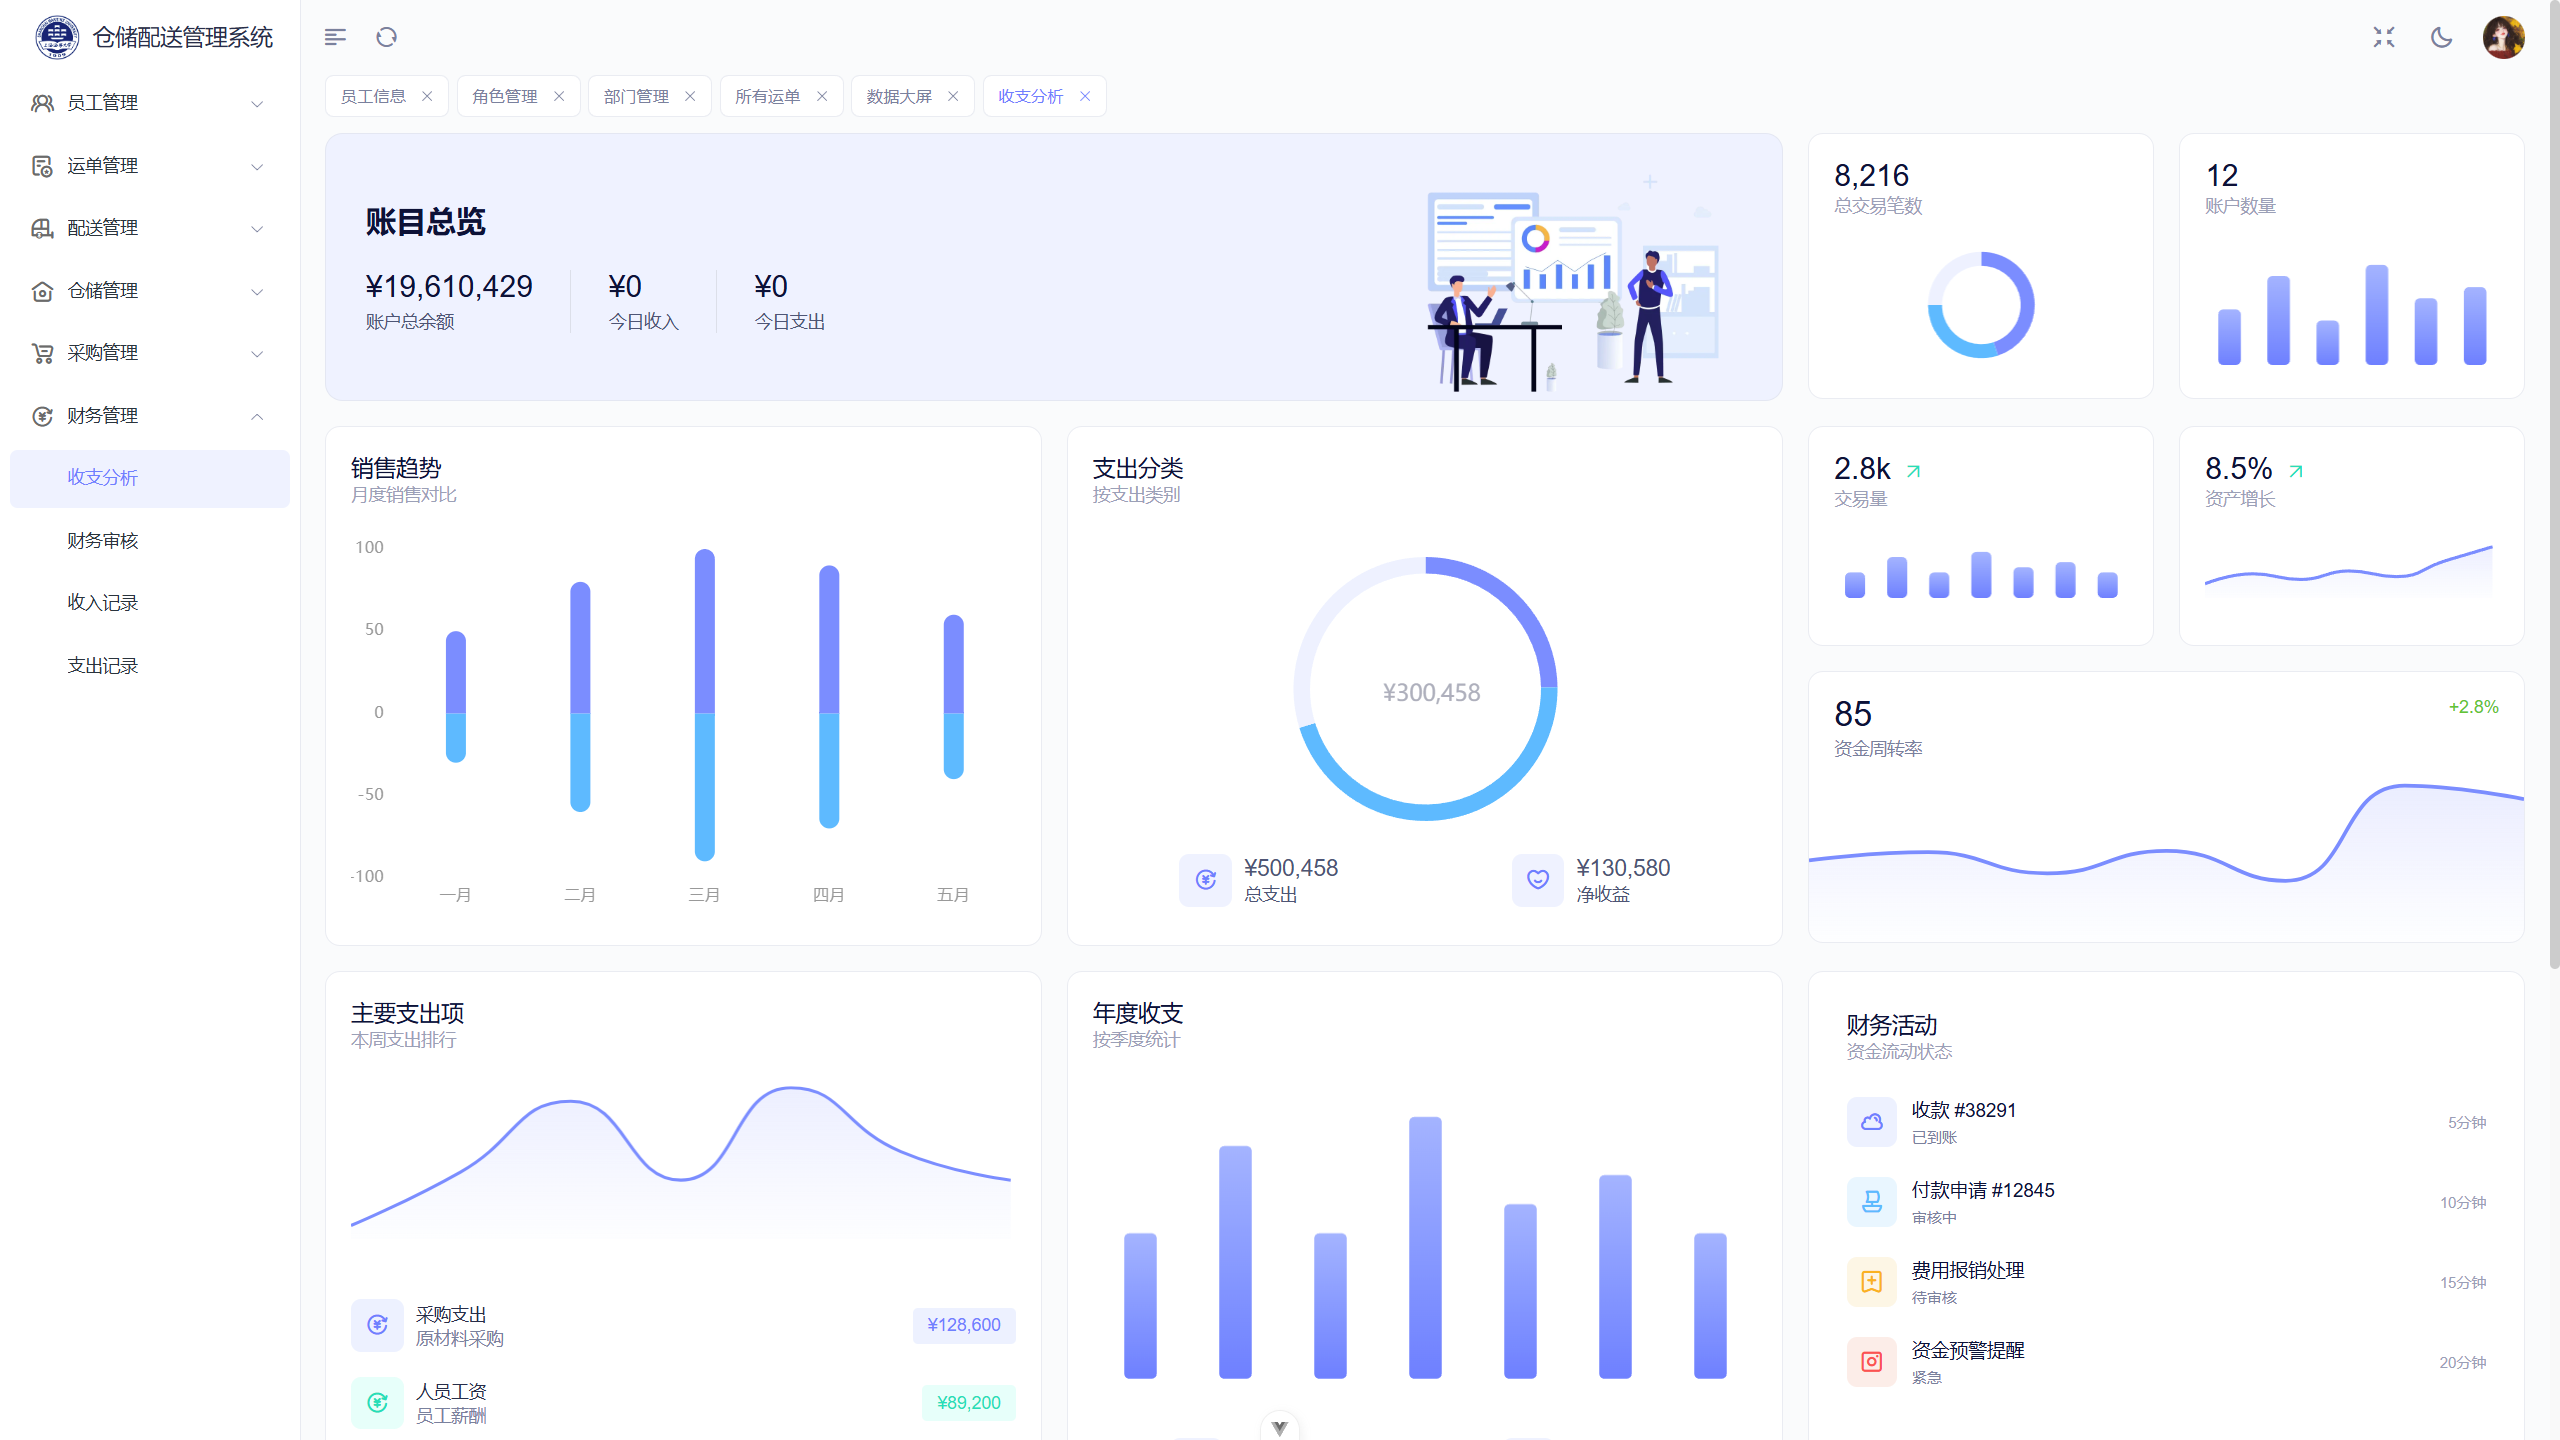 仓储配送管理系统
员工管理
运单管理
配送管理
仓储管理
采购管理
财务管理
收支分析
财务审核
收入记录
支出记录
员工信息
角色管理
部门管理
所有运单
数据大屏
收支分析
账目总览
¥19,610,429
账户总余额
¥0
今日收入
¥0
今日支出
8,216
总交易笔数
12
账户数量
销售趋势
月度销售对比
100
50
0
-50
-100
一月
二月
三月
四月
五月
支出分类
按支出类别
¥300,458
¥500,458
总支出
¥130,580
净收益
2.8k
交易量
8.5%
资产增长
85
+2.8%
资金周转率
主要支出项
本周支出排行
采购支出
原材料采购
¥128,600
人员工资
员工薪酬
¥89,200
年度收支
按季度统计
财务活动
资金流动状态
收款 #38291
已到账
5分钟
付款申请 #12845
审核中
10分钟
费用报销处理
待审核
15分钟
资金预警提醒
紧急
20分钟